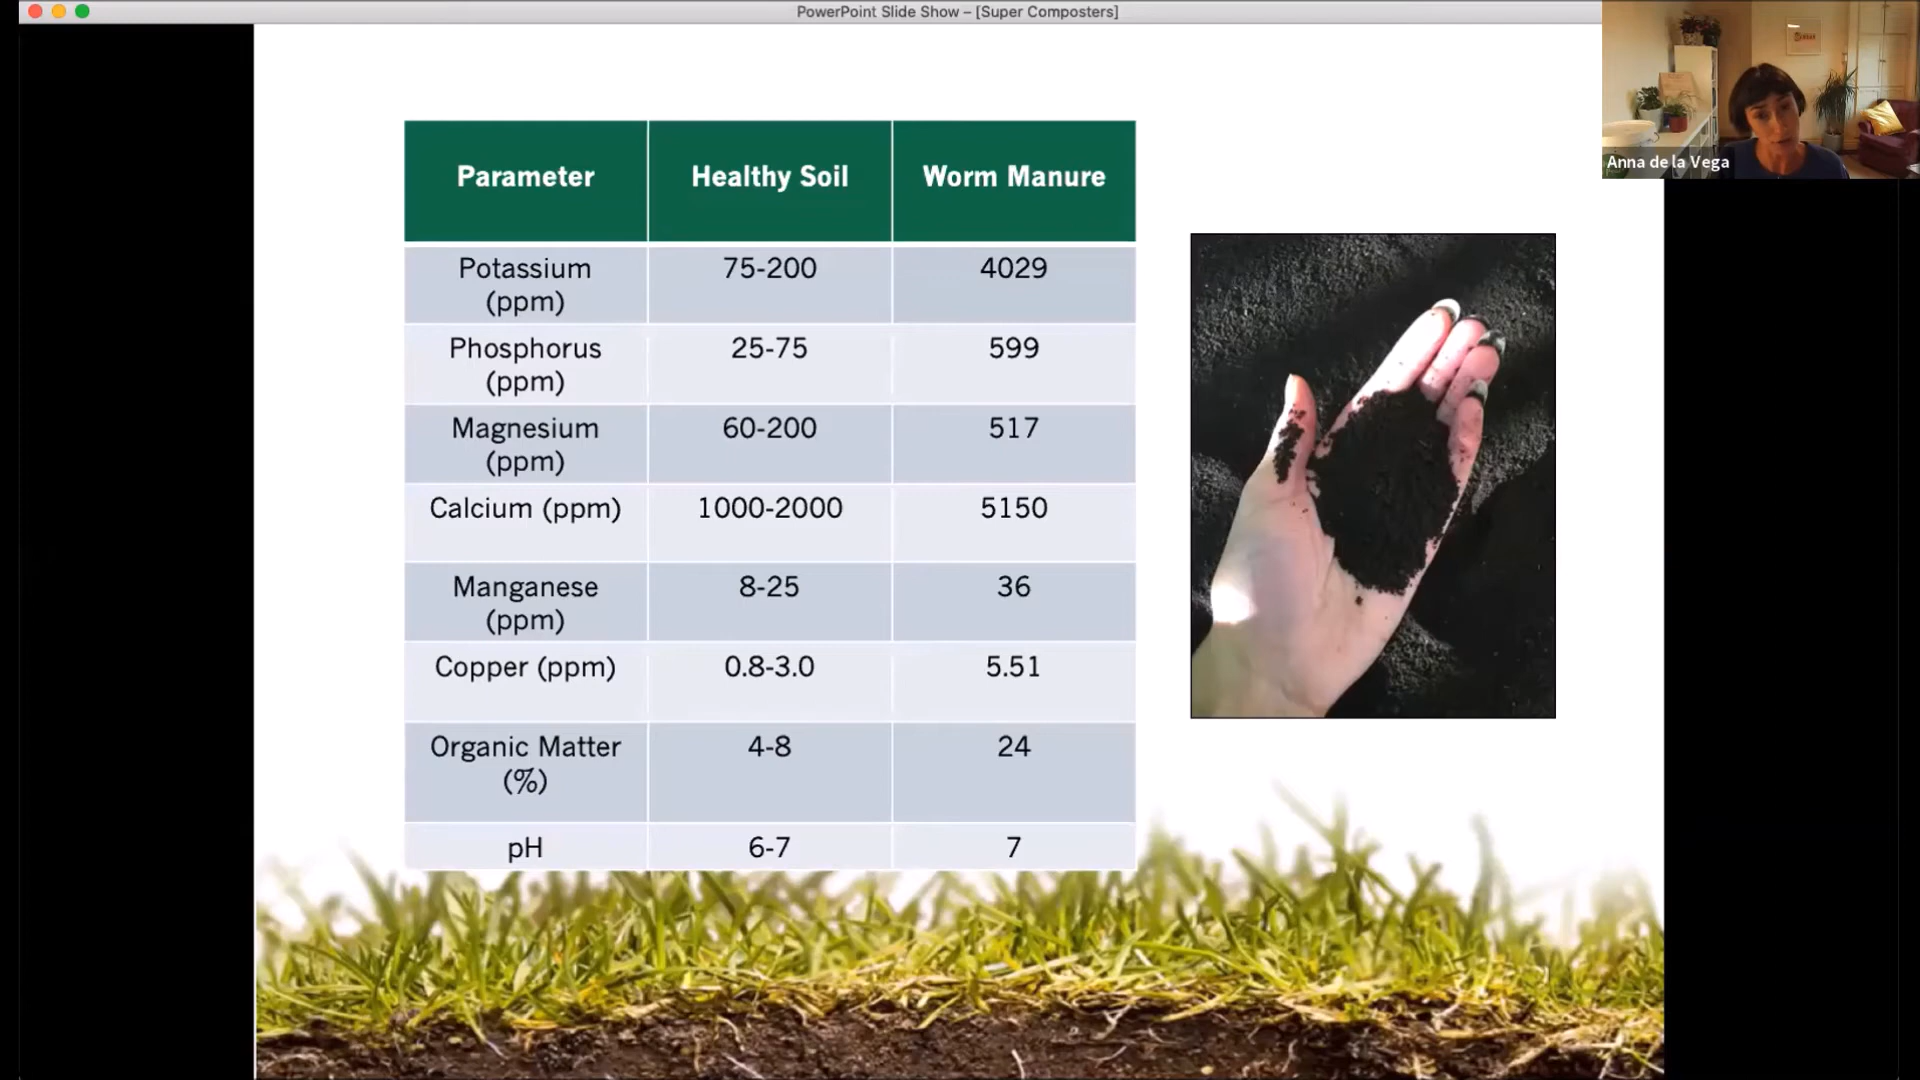 PowerPoint Slide Show – [Super Composters]
Anna de la Vega
Parameter Healthy Soil Worm Manure
Potassium (ppm) 75-200 4029
Phosphorus (ppm) 25-75 599
Magnesium (ppm) 60-200 517
Calcium (ppm) 1000-2000 5150
Manganese (ppm) 8-25 36
Copper (ppm) 0.8-3.0 5.51
Organic Matter (%) 4-8 24
pH 6-7 7